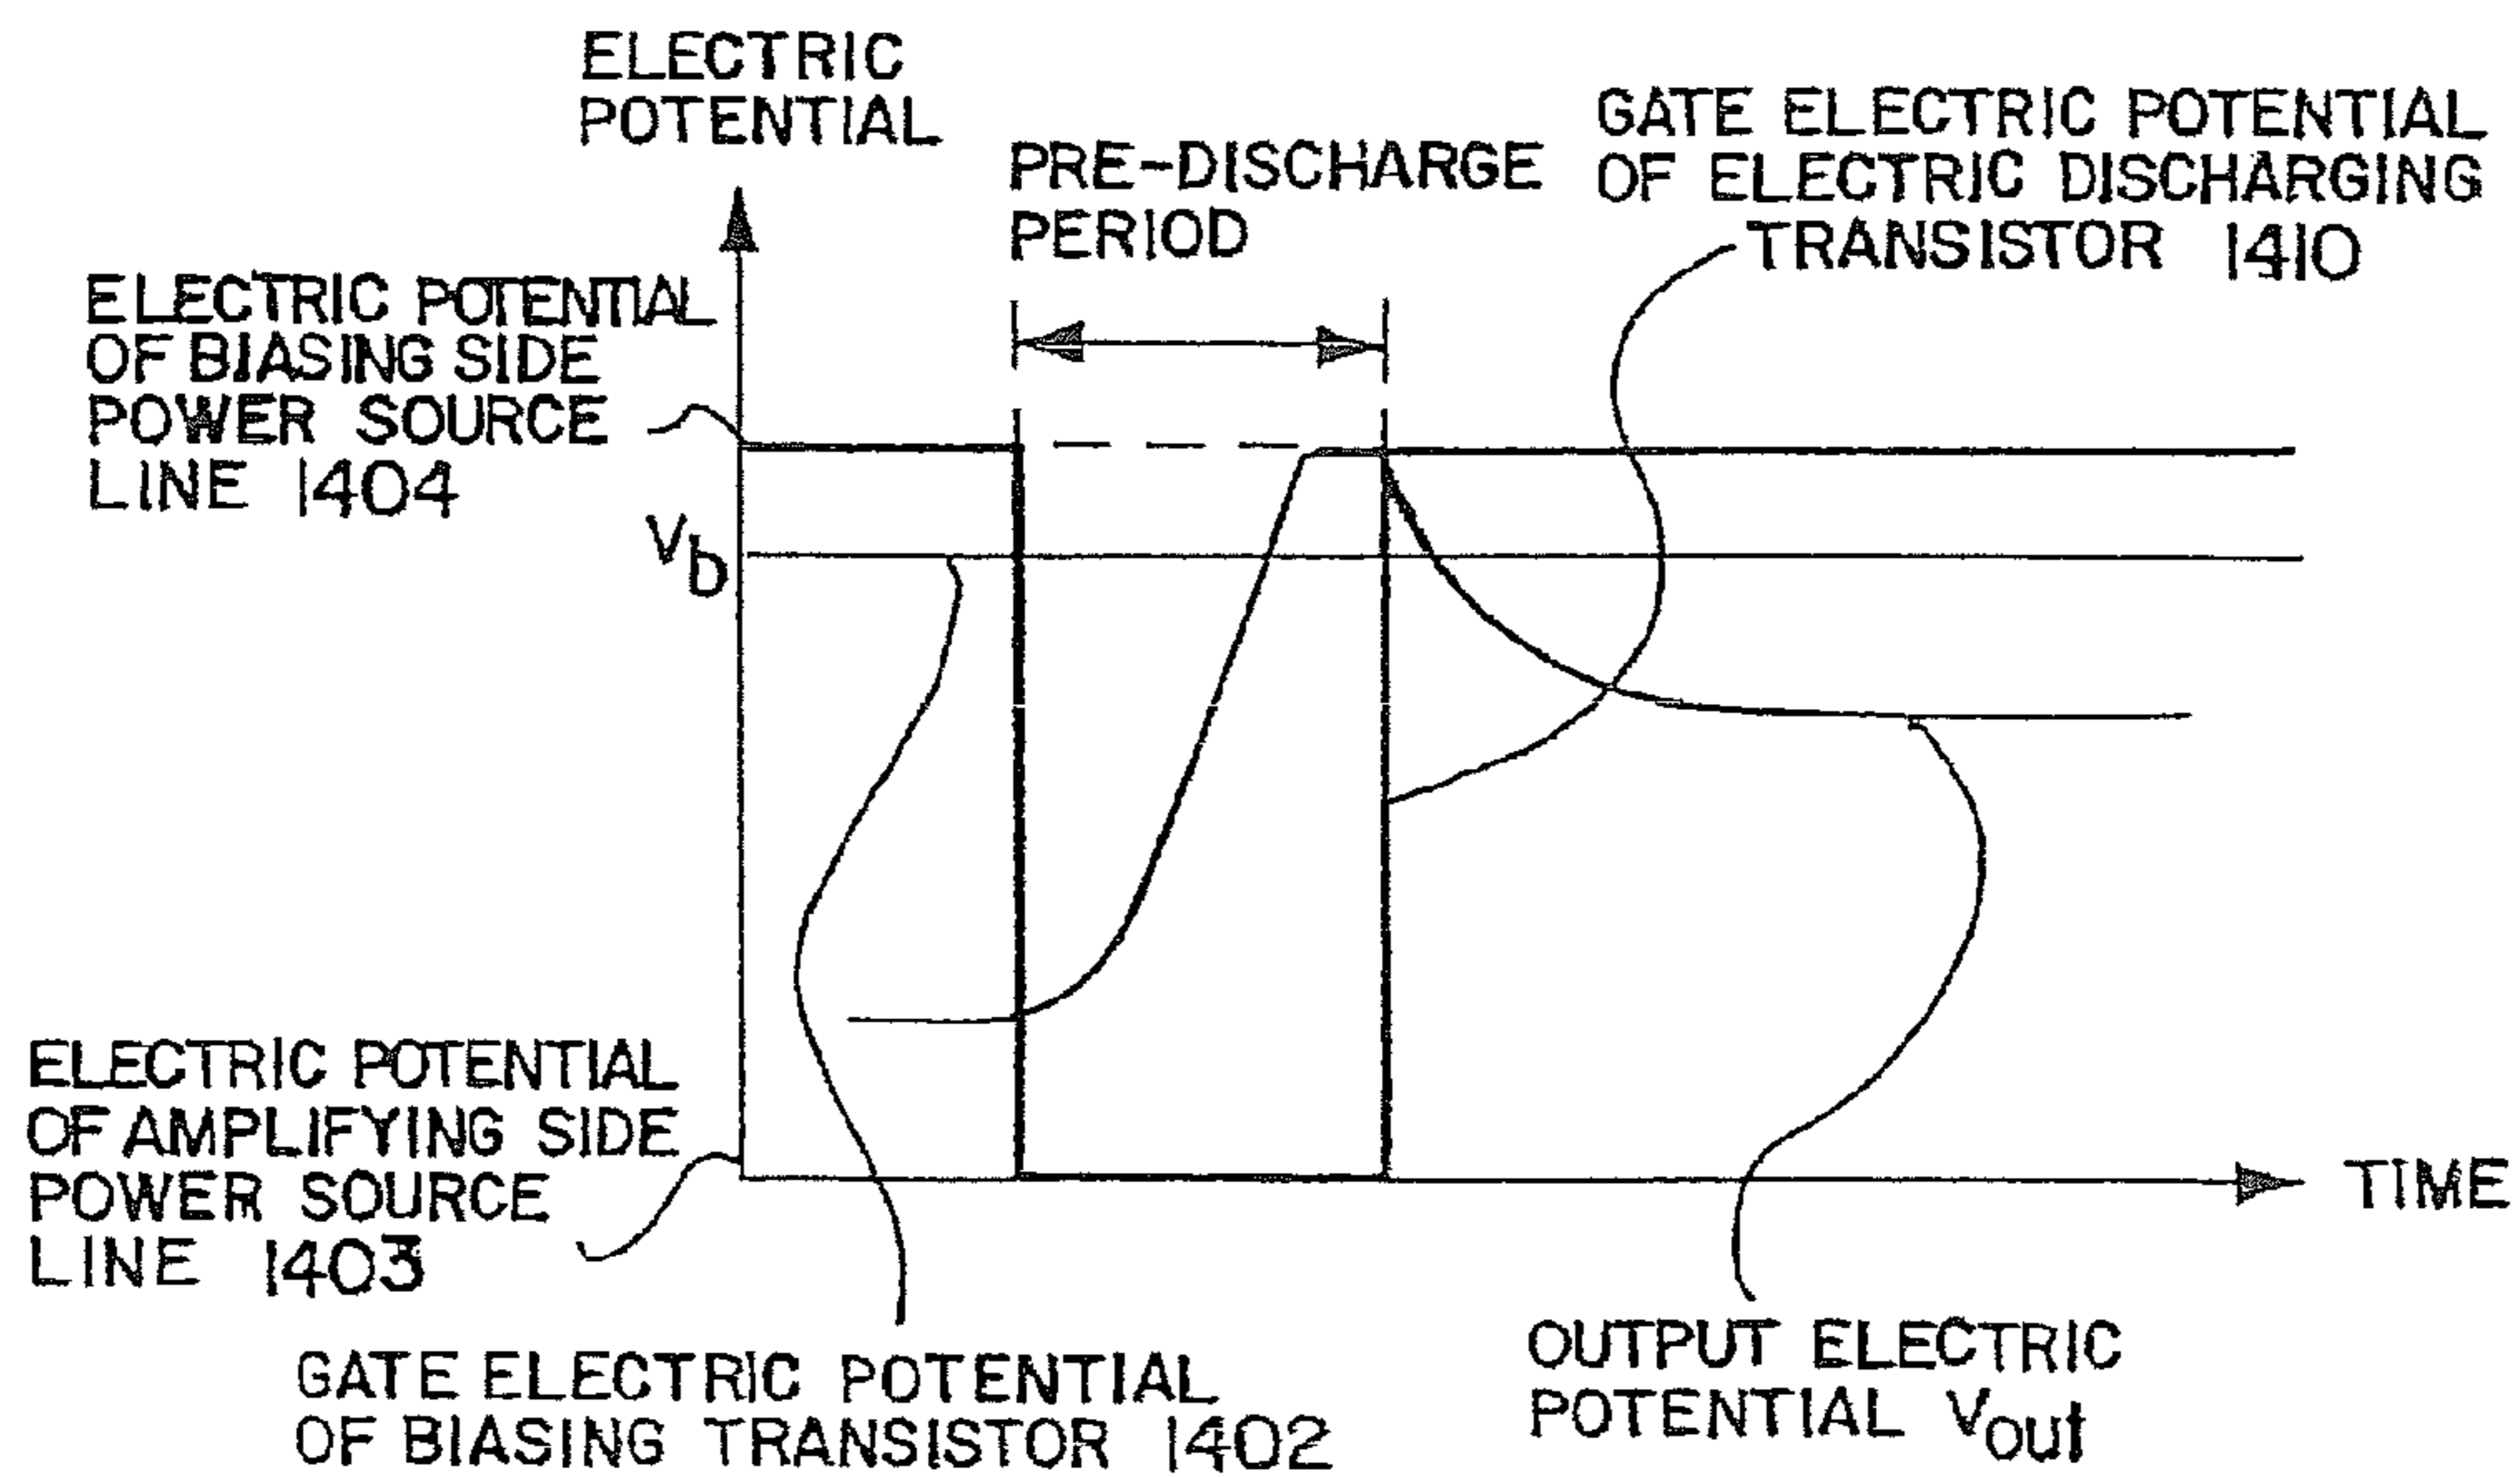 ELECTRIC
POTENTIAL
PRE-DISCHARGE
PERIOD
GATE ELECTRIC POTENTIAL
OF ELECTRIC DISCHARGING
TRANSISTOR 1410
ELECTRIC POTENTIAL
OF BIASING SIDE
POWER SOURCE
LINE 1404
Vb
ELECTRIC POTENTIAL
OF AMPLIFYING SIDE
POWER SOURCE
LINE 1403
TIME
GATE ELECTRIC POTENTIAL
OF BIASING TRANSISTOR 1402
OUTPUT ELECTRIC
POTENTIAL Vout